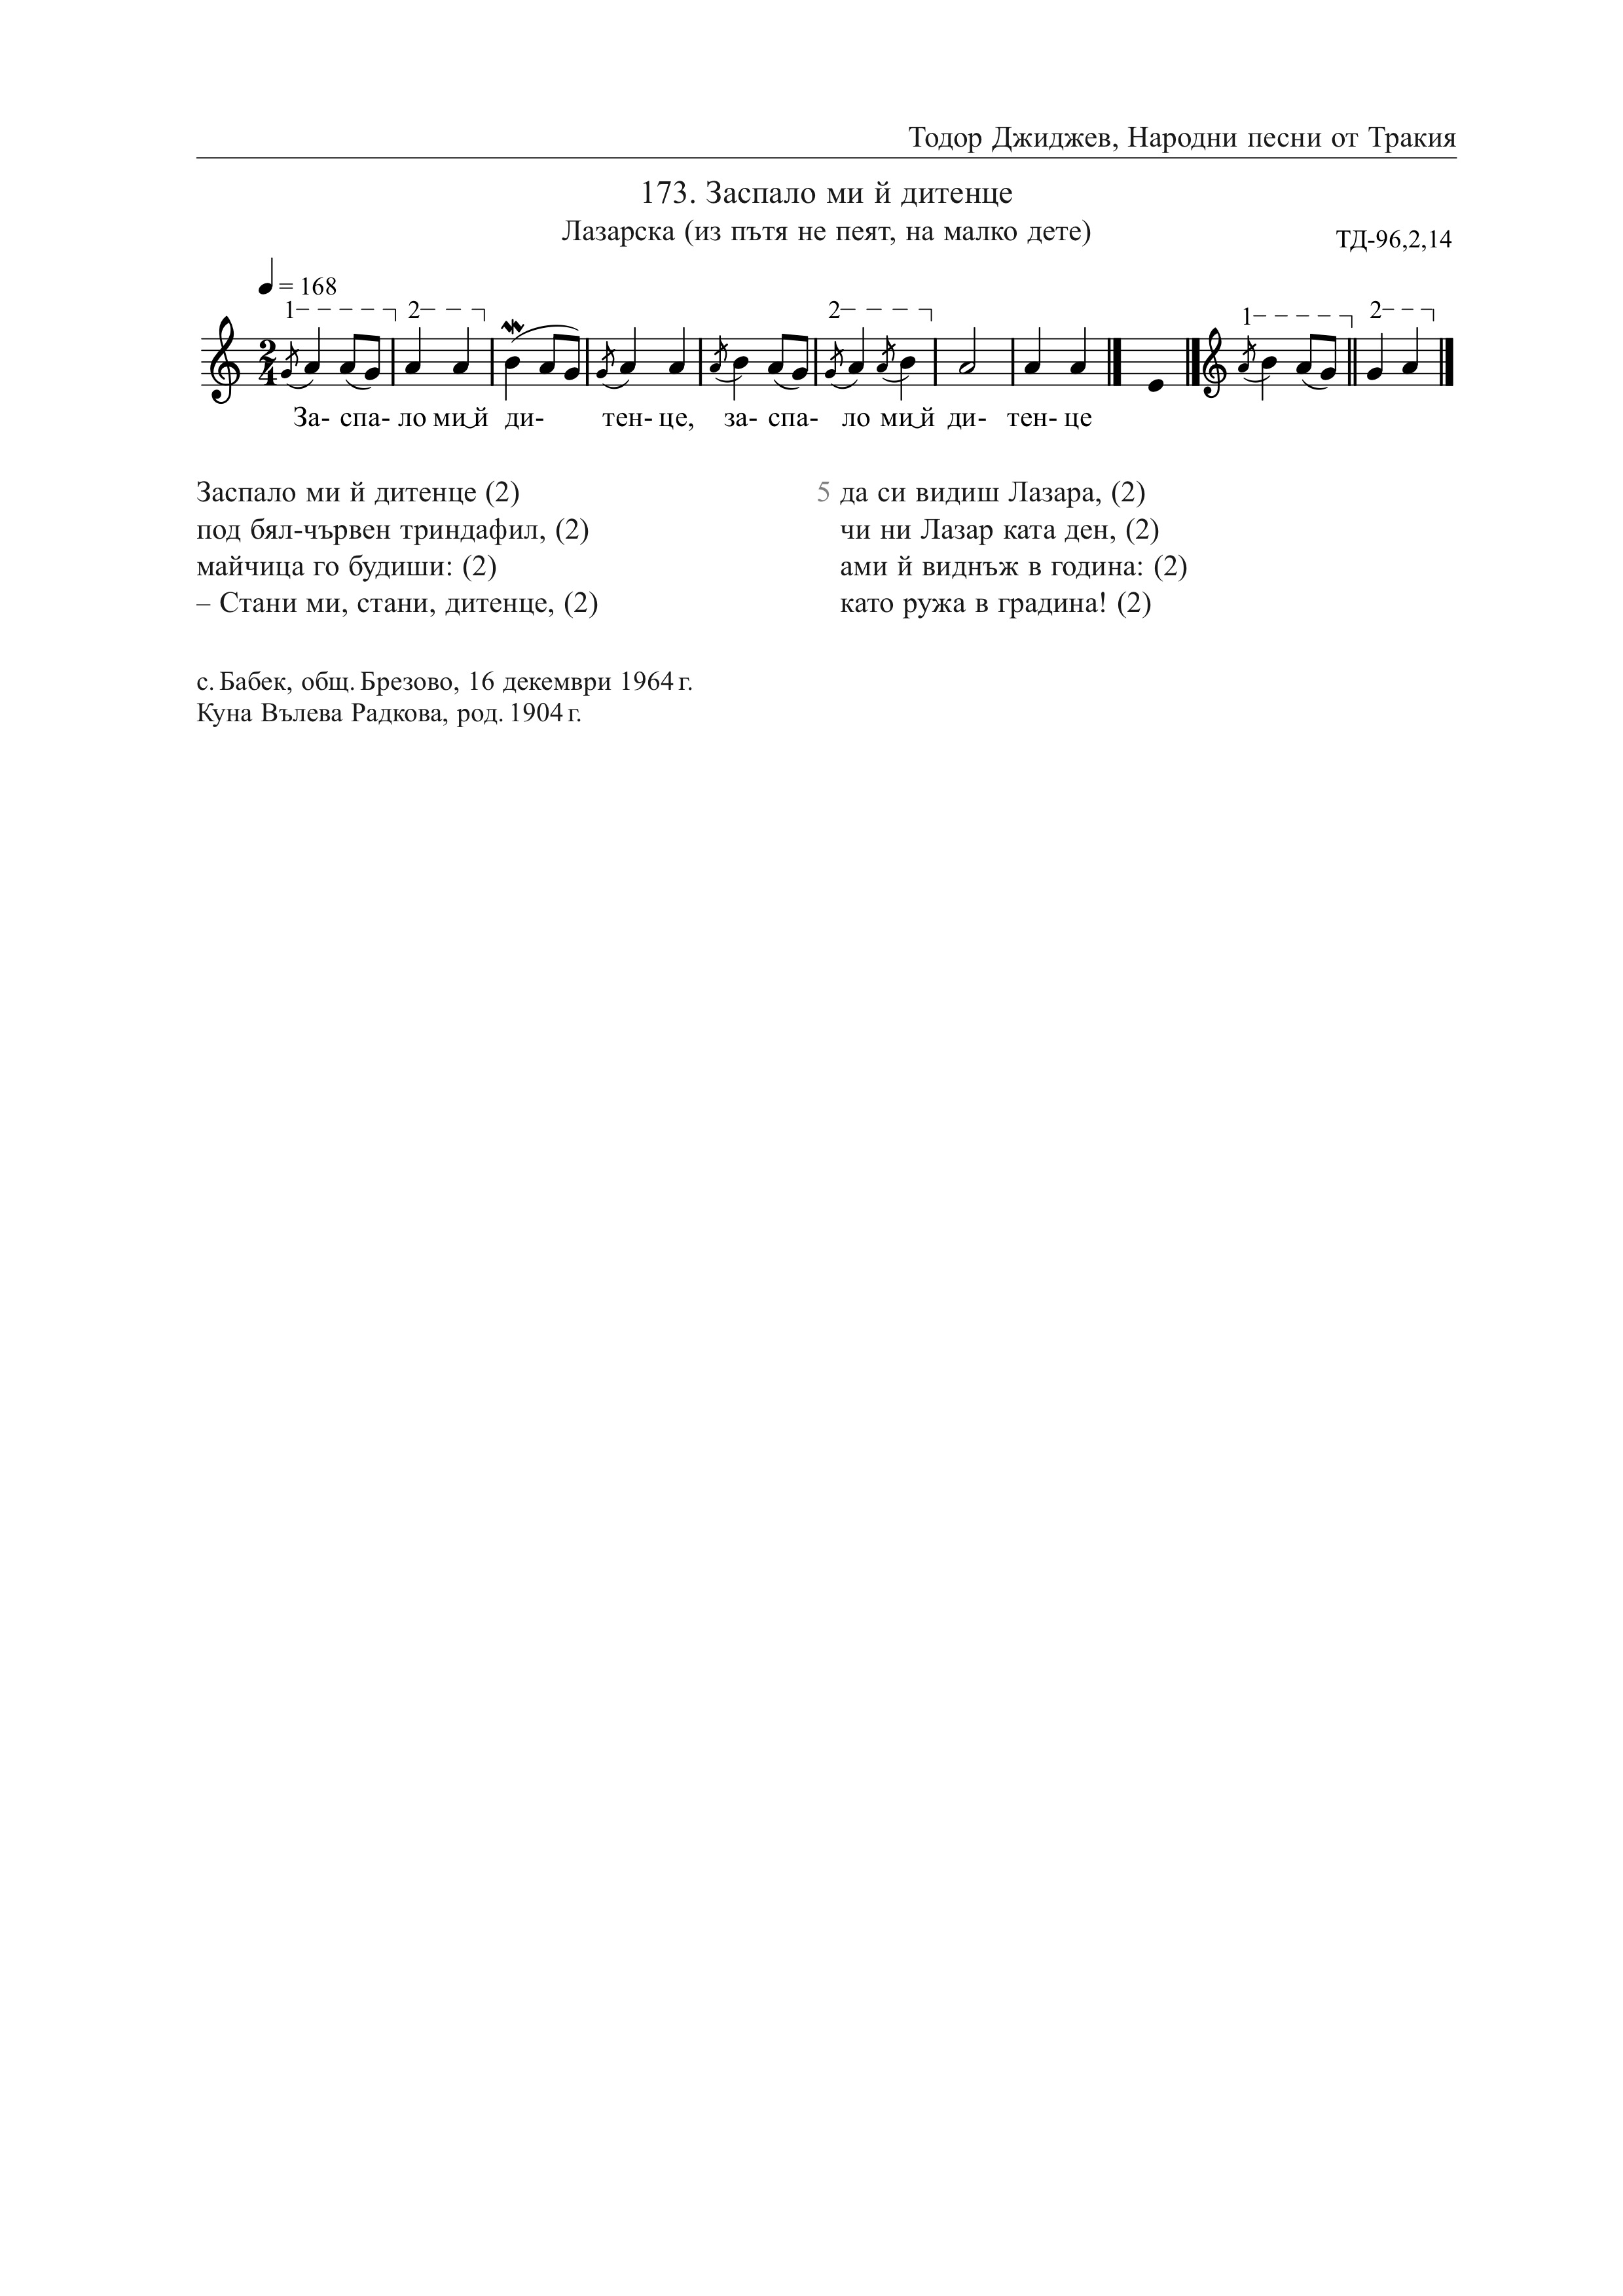 Тодор Джиджев, Народни песни от Тракия
173. Заспало ми й дитенце
Лазарска (из пътя не пеят, на малко дете)
ТД-96,2,14
= 168
1 2 2 1 2
2
4
За- спа- ло ми й ди- тен- це, за- спа- ло ми й ди- тен- це
Заспало ми й дитенце (2)
под бял-чървен триндафил, (2)
майчица го будиши: (2)
– Стани ми, стани, дитенце, (2)
5 да си видиш Лазара, (2)
чи ни Лазар ката ден, (2)
ами й виднъж в година: (2)
като ружа в градина! (2)
с. Бабек, общ. Брезово, 16 декември 1964 г.
Куна Вълева Радкова, род. 1904 г.